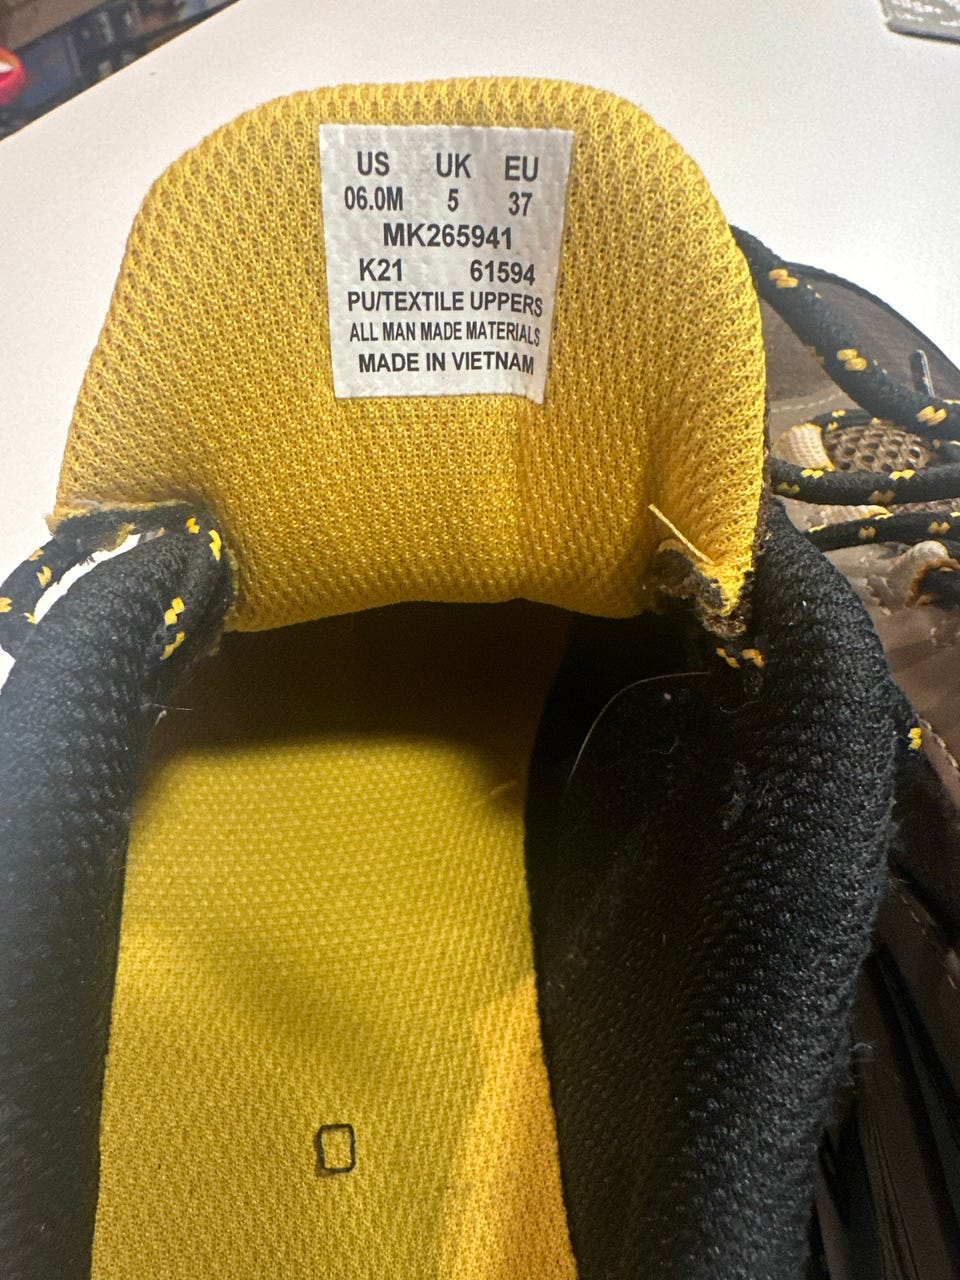 US UK EU
06.0M 5 37
MK265941
K21 61594
PU/TEXTILE UPPERS
ALL MAN MADE MATERIALS
MADE IN VIETNAM